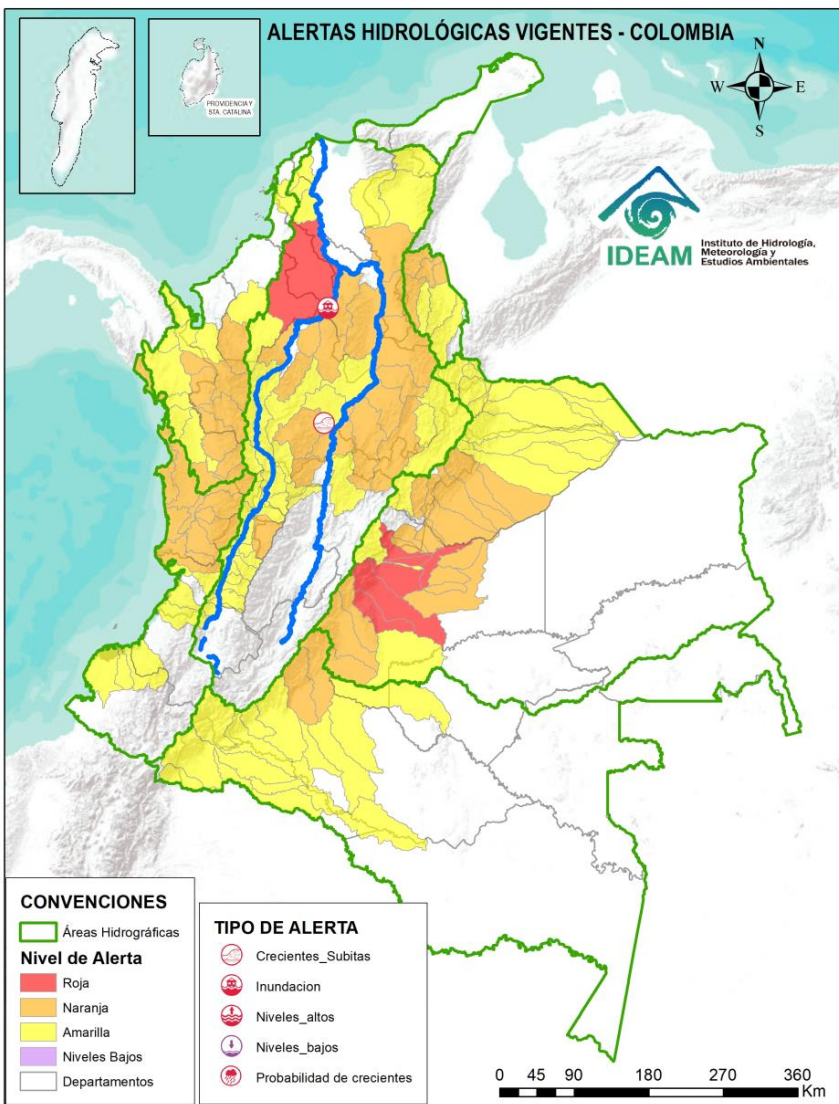 ALERTAS HIDROLÓGICAS VIGENTES - COLOMBIA
PROVIDENCIA Y
STA. CATALINA
N
W E
S
IDEAM
Instituto de Hidrología,
Meteorología y
Estudios Ambientales
CONVENCIONES
Áreas Hidrográficas
Nivel de Alerta
Roja
Naranja
Amarilla
Niveles Bajos
Departamentos
TIPO DE ALERTA
Crecientes_Subitas
Inundacion
Niveles_altos
Niveles_bajos
Probabilidad de crecientes
0 45 90 180 270 360
Km